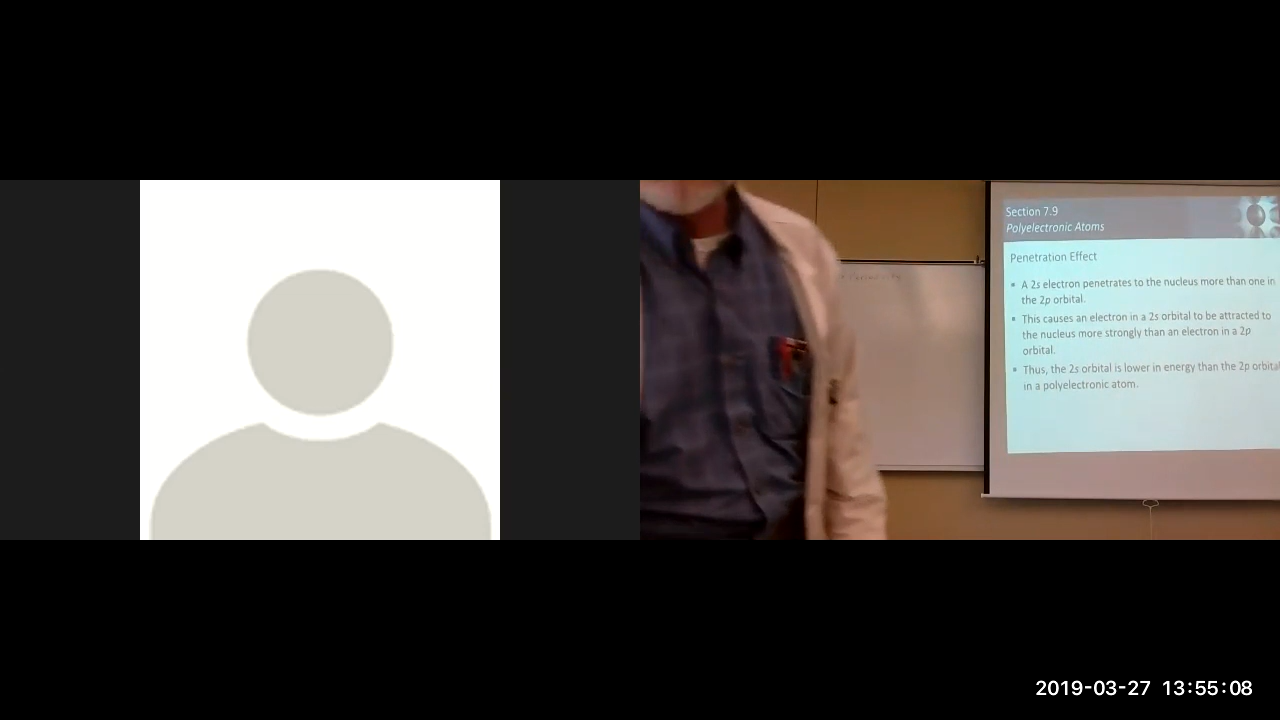 Section 7.9
Polyelectronic Atoms
Penetration Effect
▪ A 2s electron penetrates to the nucleus more than one in
the 2p orbital.
▪ This causes an electron in a 2s orbital to be attracted to
the nucleus more strongly than an electron in a 2p
orbital.
▪ Thus, the 2s orbital is lower in energy than the 2p orbital
in a polyelectronic atom.
2019-03-27 13:55:08